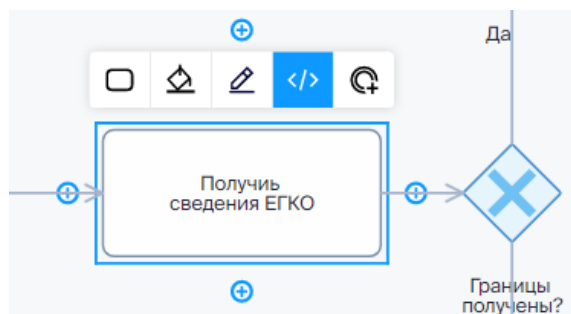 Да
</>
Получиь
сведения ЕГКО
Границы
получены?